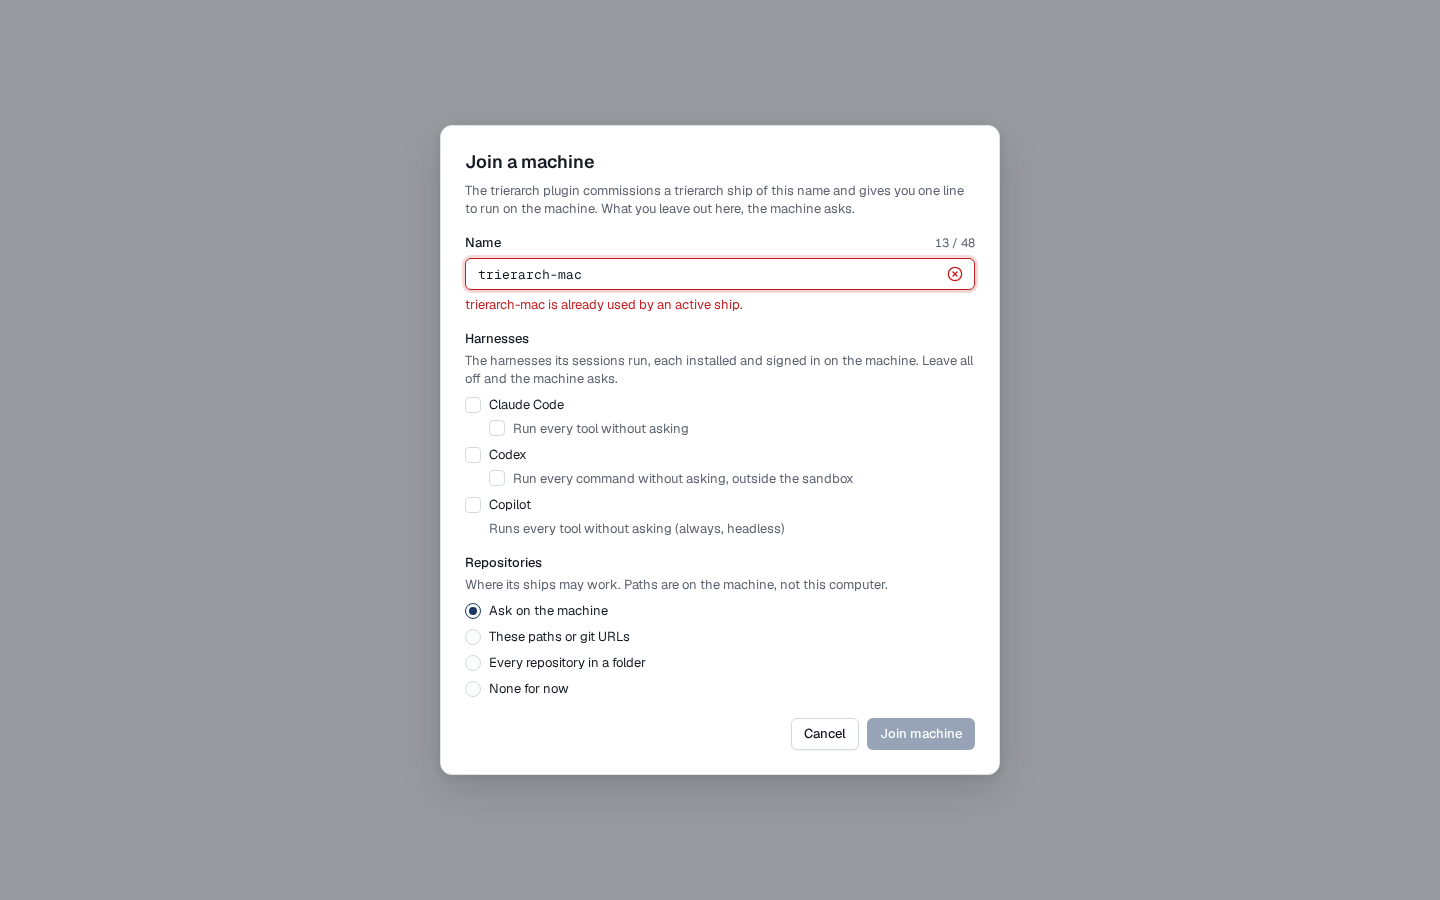 Join a machine
The trierarch plugin commissions a trierarch ship of this name and gives you one line
to run on the machine. What you leave out here, the machine asks.
Name
13 / 48
trierarch-mac
trierarch-mac is already used by an active ship.
Harnesses
The harnesses its sessions run, each installed and signed in on the machine. Leave all
off and the machine asks.
Claude Code
Run every tool without asking
Codex
Run every command without asking, outside the sandbox
Copilot
Runs every tool without asking (always, headless)
Repositories
Where its ships may work. Paths are on the machine, not this computer.
Ask on the machine
These paths or git URLs
Every repository in a folder
None for now
Cancel
Join machine